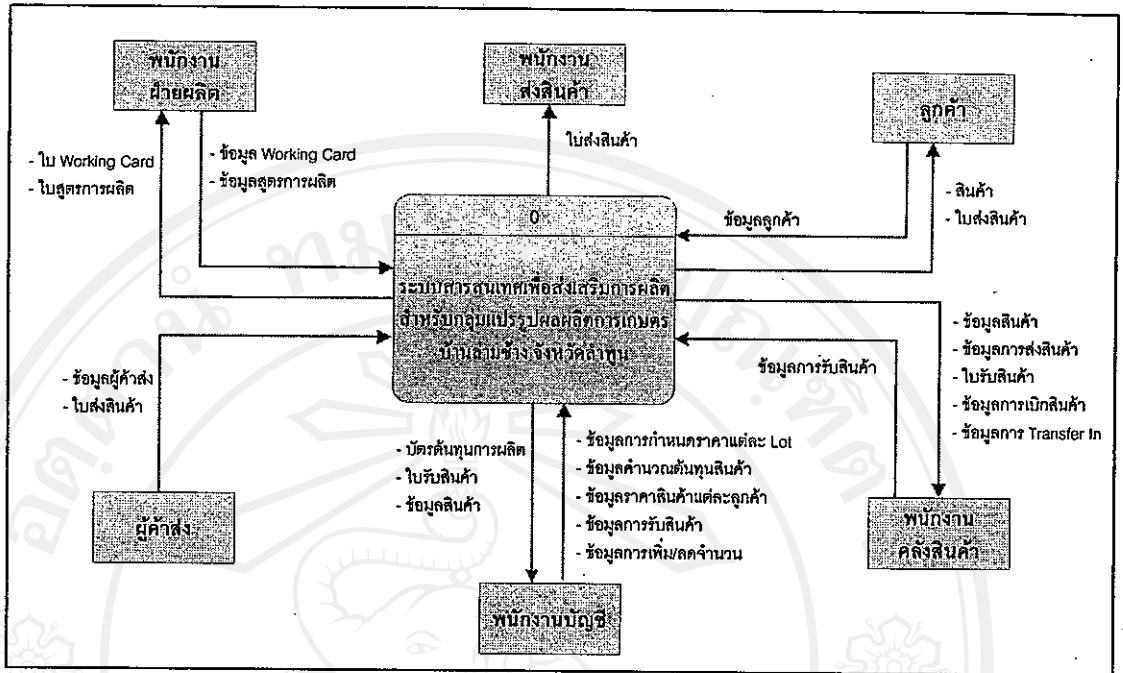 พนักงาน
ฝ่ายผลิต
พนักงาน
ส่งสินค้า
ลูกค้า
- ใบ Working Card
- ใบสูตรการผลิต
- ข้อมูล Working Card
- ข้อมูลสูตรการผลิต
ใบส่งสินค้า
ข้อมูลลูกค้า
- สินค้า
- ใบส่งสินค้า
0
ระบบสารสนเทศเพื่อส่งเสริมการผลิต
สำหรับกลุ่มแปรรูปผลผลิตการเกษตร
บ้านสามช้าง จังหวัดลำพูน
- ข้อมูลผู้ค้าส่ง
- ใบส่งสินค้า
ผู้ค้าส่ง
- บัตรต้นทุนการผลิต
- ใบรับสินค้า
- ข้อมูลสินค้า
- ข้อมูลการกำหนดราคาแต่ละ Lot
- ข้อมูลคำนวณต้นทุนสินค้า
- ข้อมูลราคาสินค้าแต่ละลูกค้า
- ข้อมูลการรับสินค้า
- ข้อมูลการเพิ่ม/ลดจำนวน
พนักงานบัญชี
ข้อมูลการรับสินค้า
- ข้อมูลสินค้า
- ข้อมูลการส่งสินค้า
- ใบรับสินค้า
- ข้อมูลการเบิกสินค้า
- ข้อมูลการ Transfer In
พนักงาน
คลังสินค้า